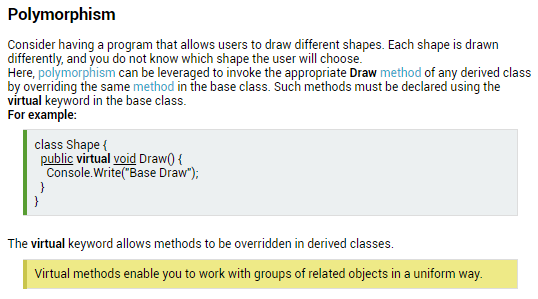 Polymorphism
Consider having a program that allows users to draw different shapes. Each shape is drawn
differently, and you do not know which shape the user will choose.
Here, polymorphism can be leveraged to invoke the appropriate Draw method of any derived class
by overriding the same method in the base class. Such methods must be declared using the
virtual keyword in the base class.
For example:
class Shape {
public virtual void Draw() {
Console.Write("Base Draw");
}
}
The virtual keyword allows methods to be overridden in derived classes.
Virtual methods enable you to work with groups of related objects in a uniform way.